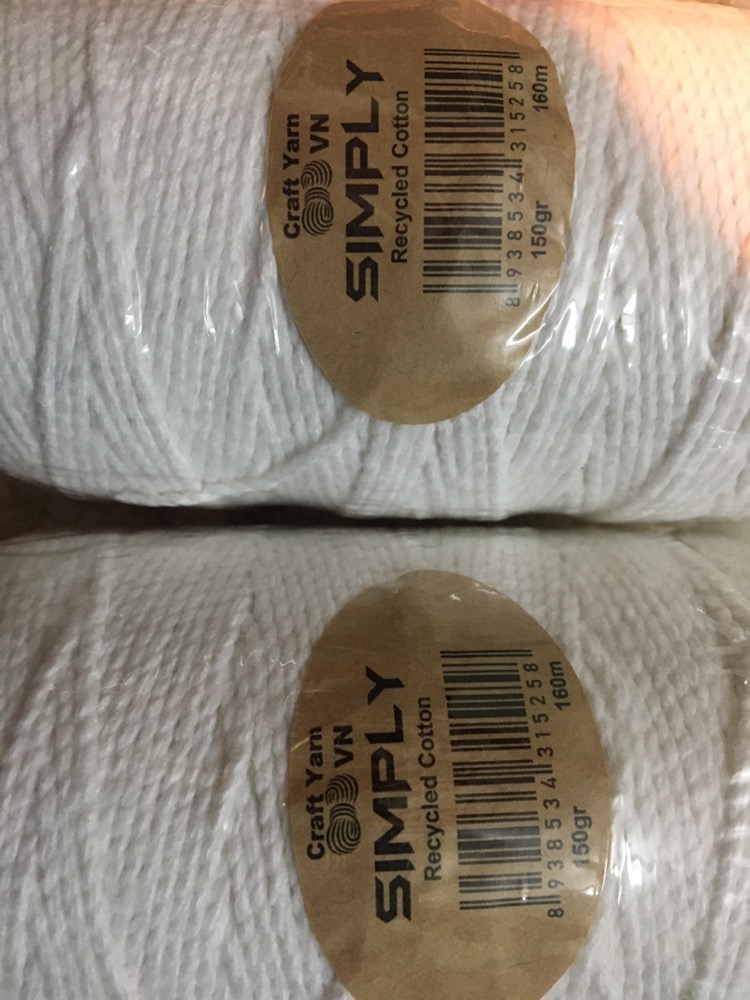 Craft Yarn
VN
SIMPLY
Recycled Cotton
8 938534 315258
150gr 160m
Craft Yarn
VN
SIMPLY
Recycled Cotton
8 938534 315258
150gr 160m